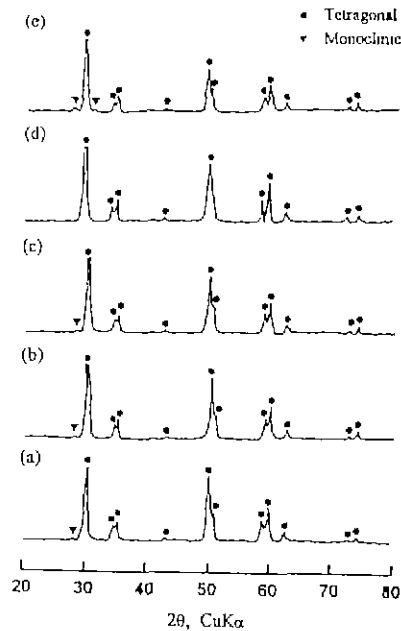 (e)
● Tetragonal
▼ Monoclinic
(d)
(c)
(b)
(a)
20 30 40 50 60 70 80
2θ, CuKα